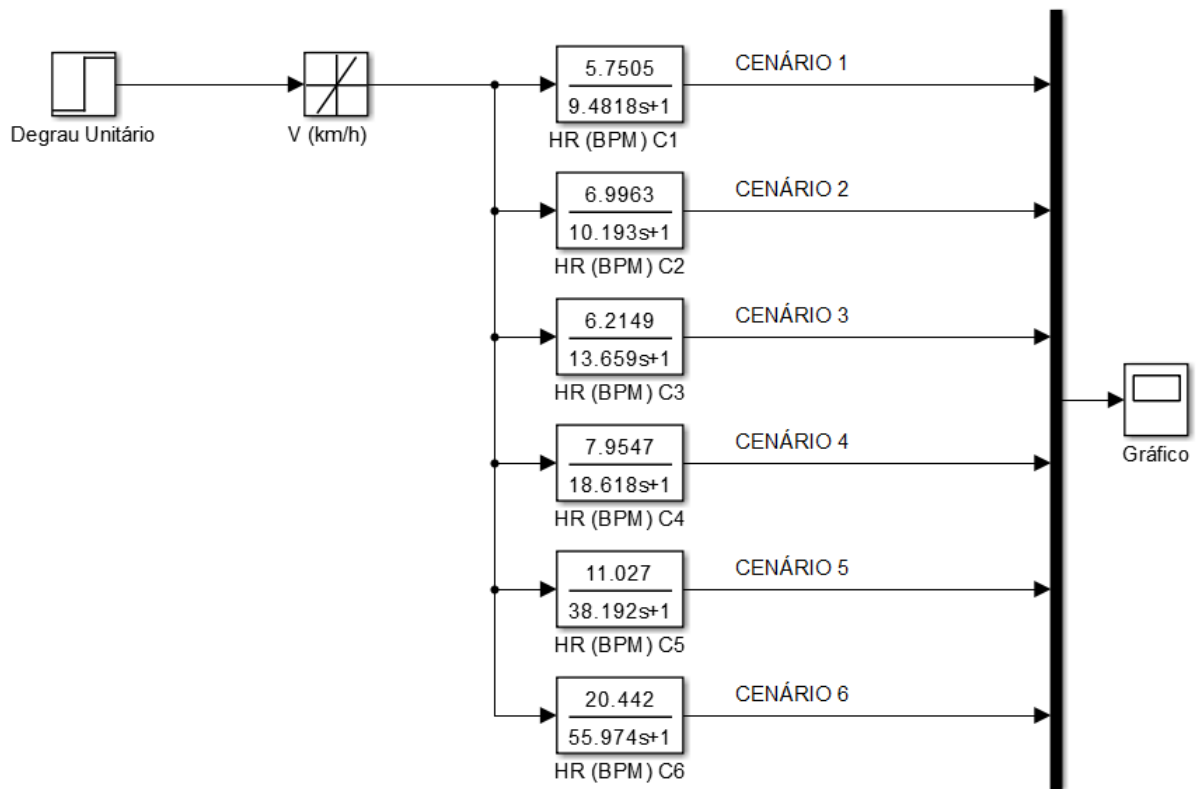 Degrau Unitário
V (km/h)
5.7505
9.4818s+1
HR (BPM) C1
CENÁRIO 1
6.9963
10.193s+1
HR (BPM) C2
CENÁRIO 2
6.2149
13.659s+1
HR (BPM) C3
CENÁRIO 3
7.9547
18.618s+1
HR (BPM) C4
CENÁRIO 4
11.027
38.192s+1
HR (BPM) C5
CENÁRIO 5
20.442
55.974s+1
HR (BPM) C6
CENÁRIO 6
Gráfico